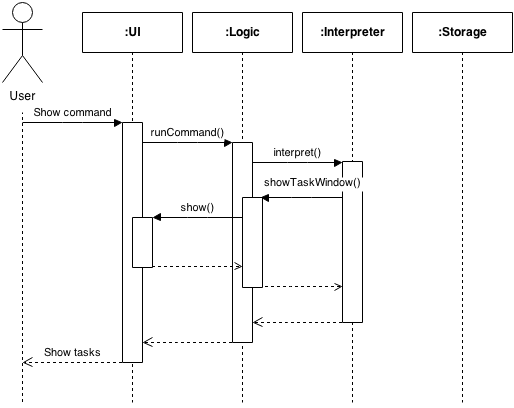 :UI
:Logic
:Interpreter
:Storage
User
Show command
runCommand()
interpret()
showTaskWindow()
show()
Show tasks